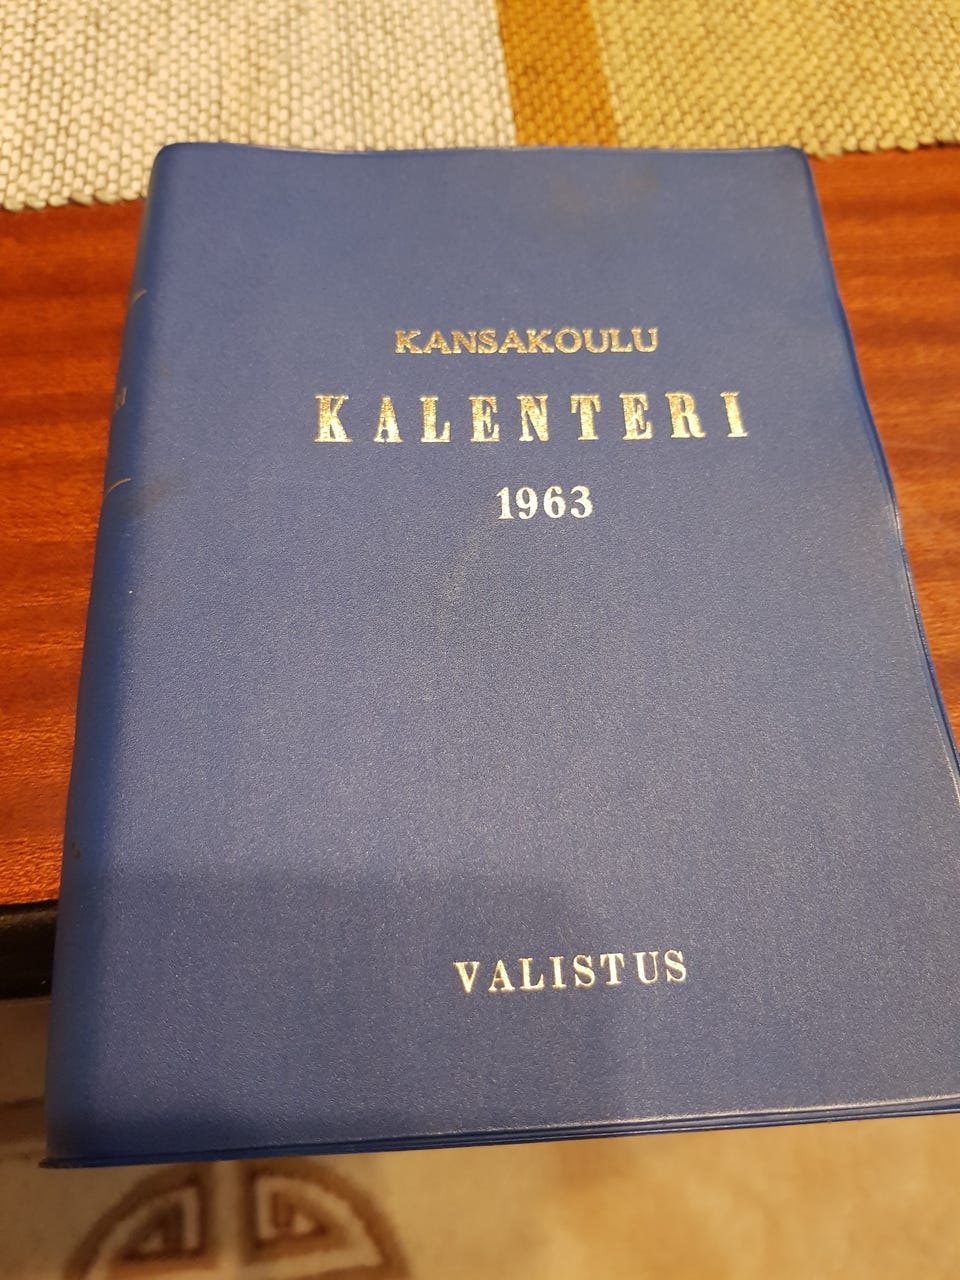 KANSAKOULU
KALENTERI
1963
VALISTUS